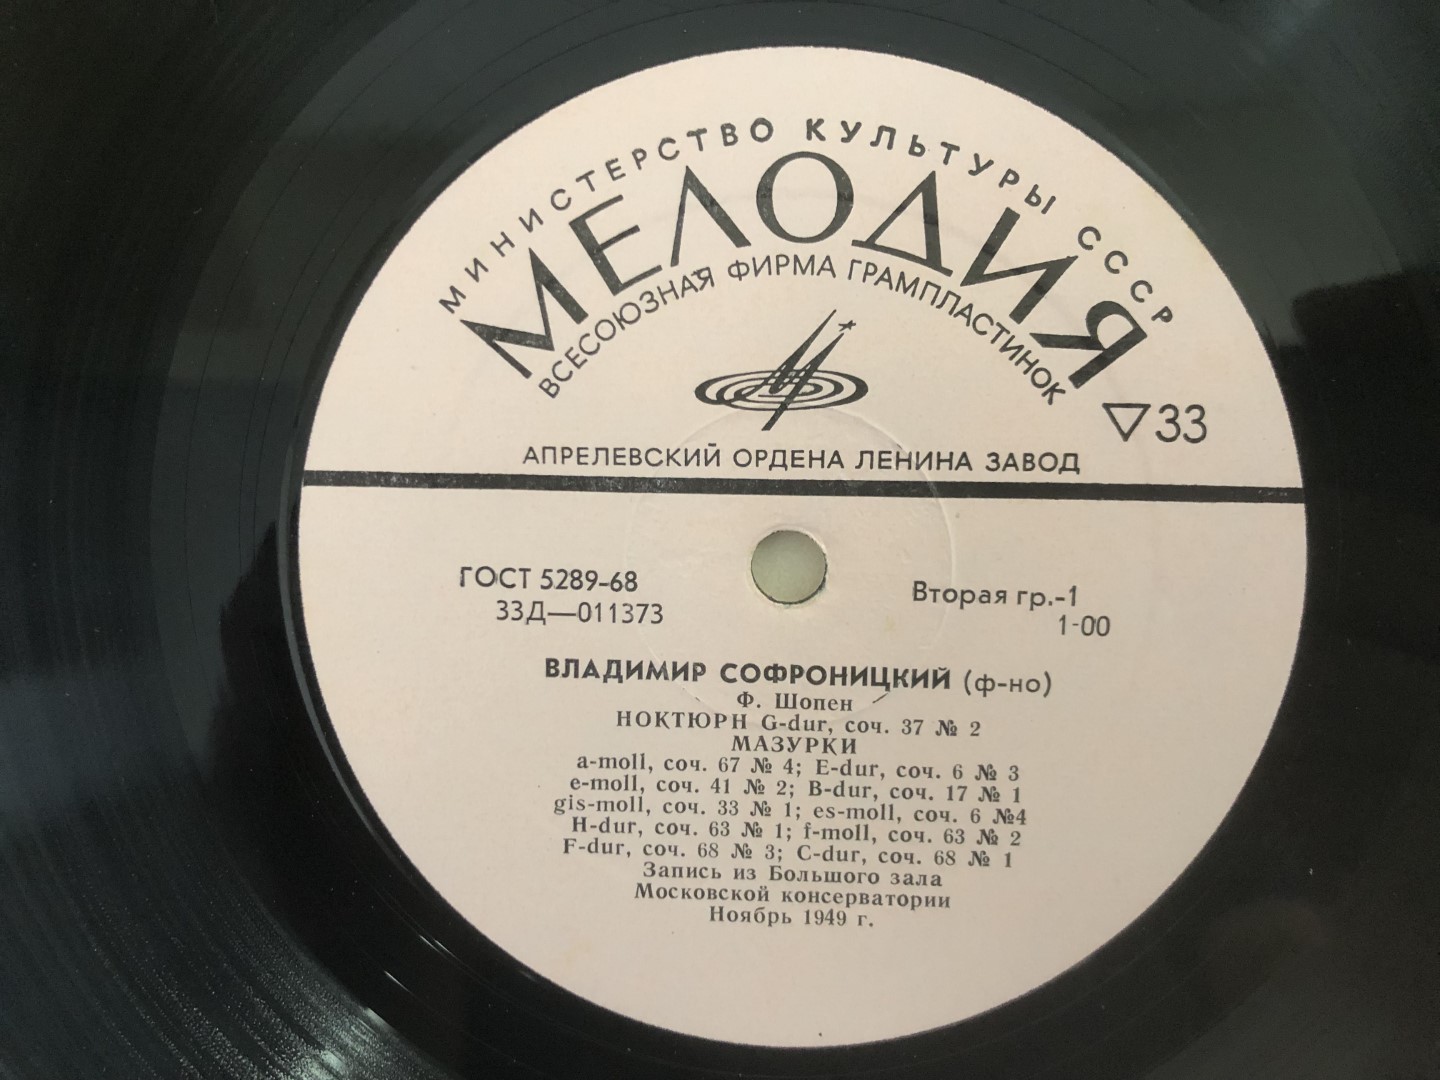 МИНИСТЕРСТВО КУЛЬТУРЫ СССР
МЕЛОДИЯ
ВСЕСОЮЗНАЯ ФИРМА ГРАМПЛАСТИНОК
▽33
АПРЕЛЕВСКИЙ ОРДЕНА ЛЕНИНА ЗАВОД
ГОСТ 5289-68
33Д—011373
Вторая гр.-1
1-00
ВЛАДИМИР СОФРОНИЦКИЙ (ф-но)
Ф. Шопен
НОКТЮРН G-dur, соч. 37 № 2
МАЗУРКИ
a-moll, соч. 67 № 4; E-dur, соч. 6 № 3
e-moll, соч. 41 № 2; B-dur, соч. 17 № 1
gis-moll, соч. 33 № 1; es-moll, соч. 6 №4
H-dur, соч. 63 № 1; f-moll, соч. 63 № 2
F-dur, соч. 68 № 3; C-dur, соч. 68 № 1
Запись из Большого зала
Московской консерватории
Ноябрь 1949 г.